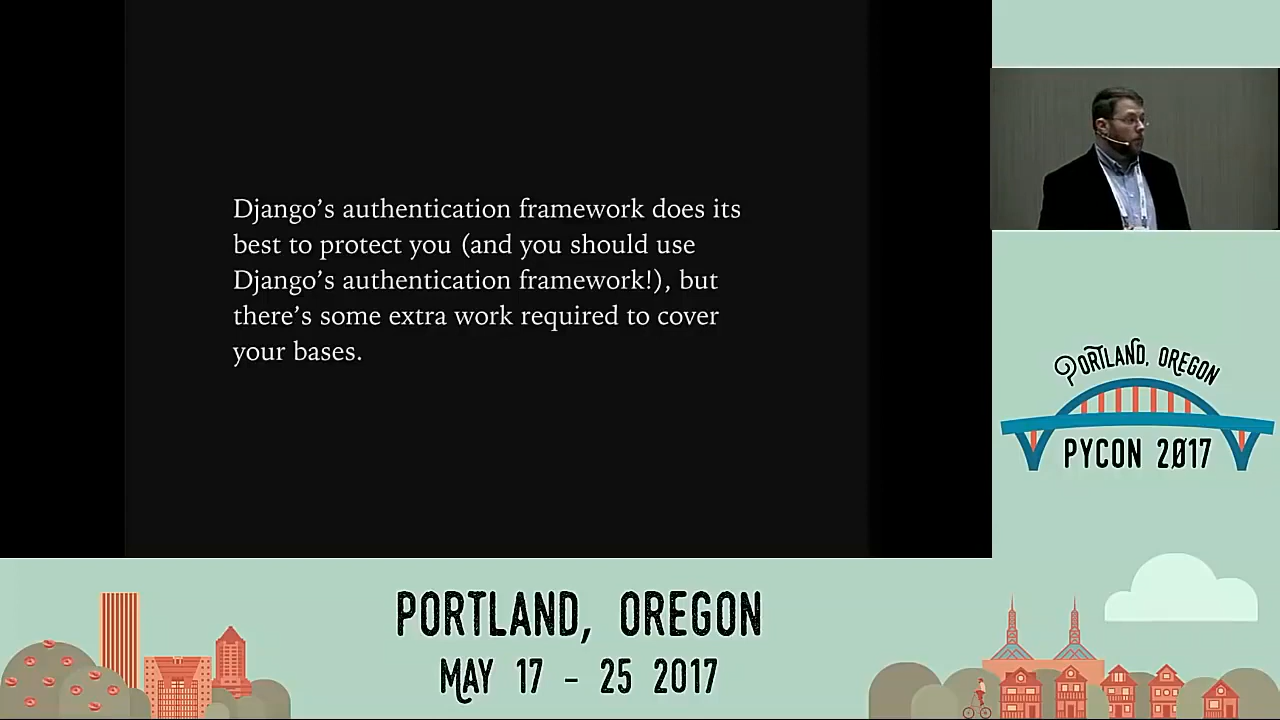 Django’s authentication framework does its
best to protect you (and you should use
Django’s authentication framework!), but
there’s some extra work required to cover
your bases.
PORTLAND, OREGON
PYCON 2017
PORTLAND, OREGON
MAY 17 - 25 2017